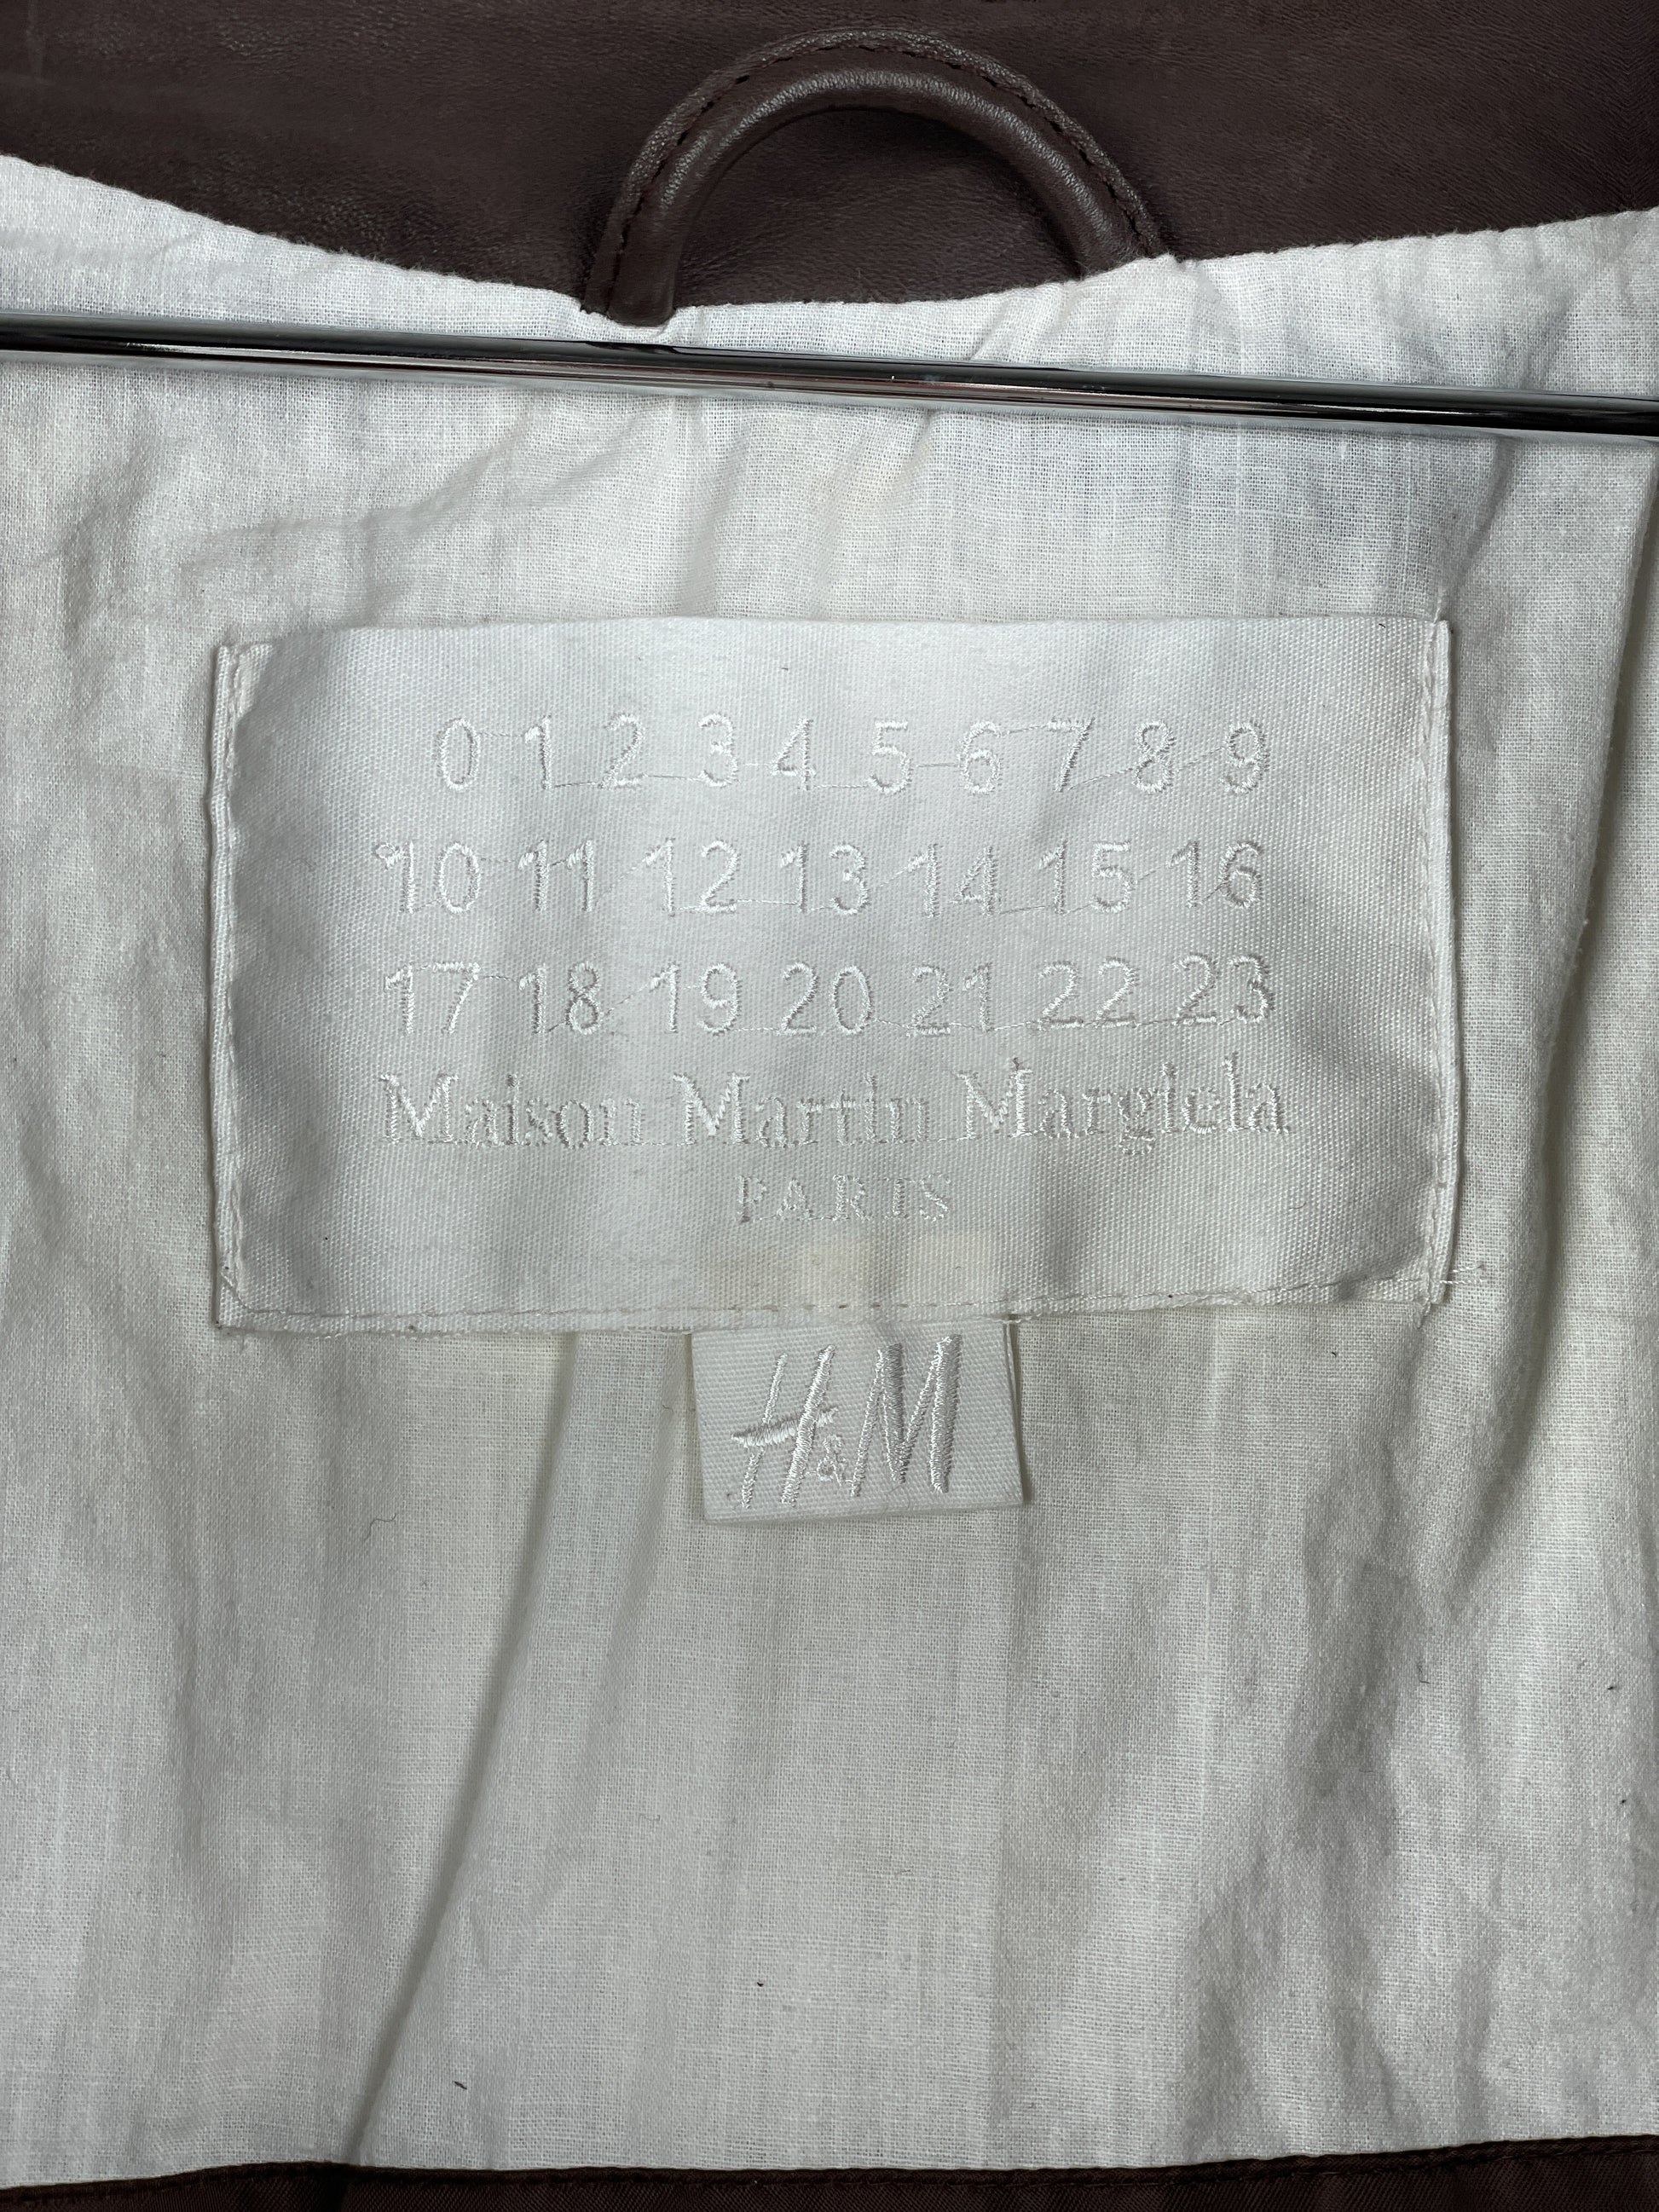 0 1 2 3 4 5 6 7 8 9
10 11 12 13 14 15 16
17 18 19 20 21 22 23
Maison Martin Margiela
PARIS
H&M